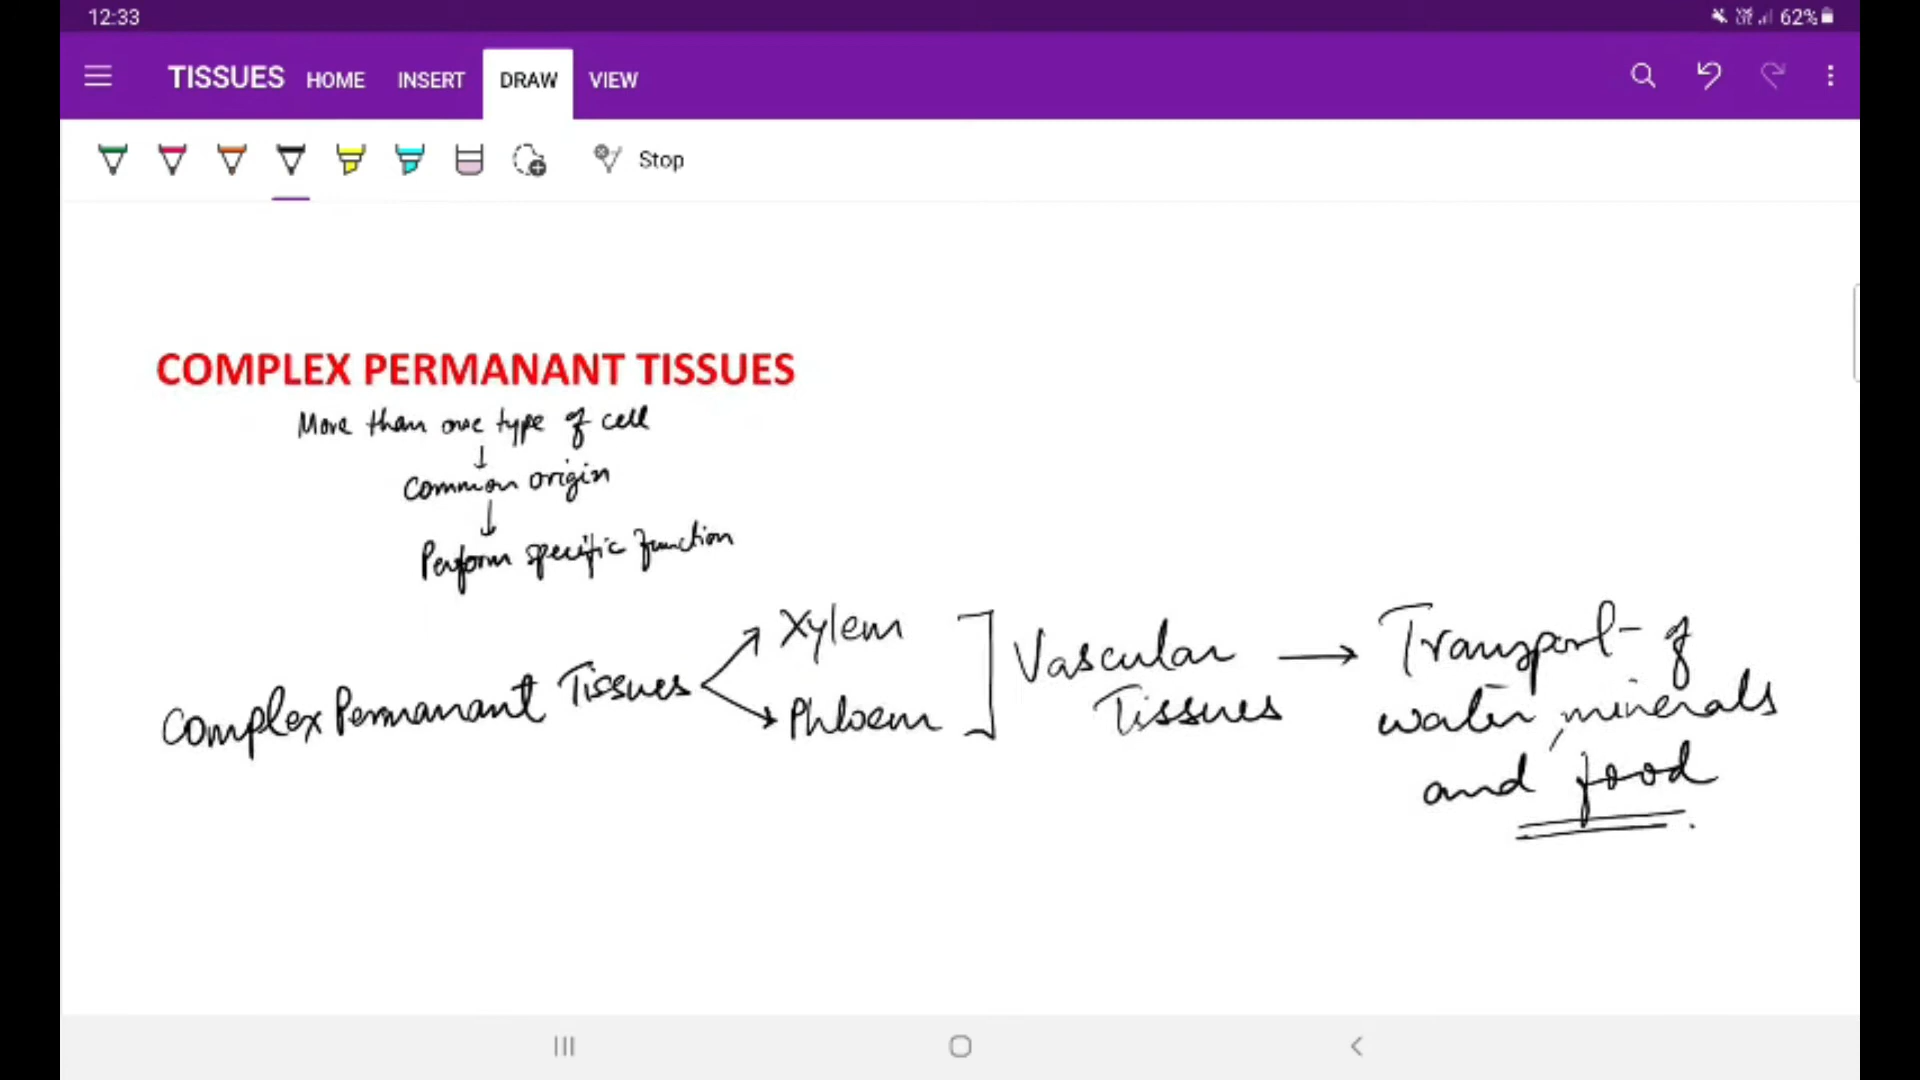 12:33
62%
TISSUES HOME INSERT DRAW VIEW
Stop
COMPLEX PERMANANT TISSUES
More than one type of cell
↓
common origin
↓
Perform specific function
Complex Permanant Tissues
Xylem
Phloem
Vascular
Tissues
→
Transport of
water, minerals
and food.